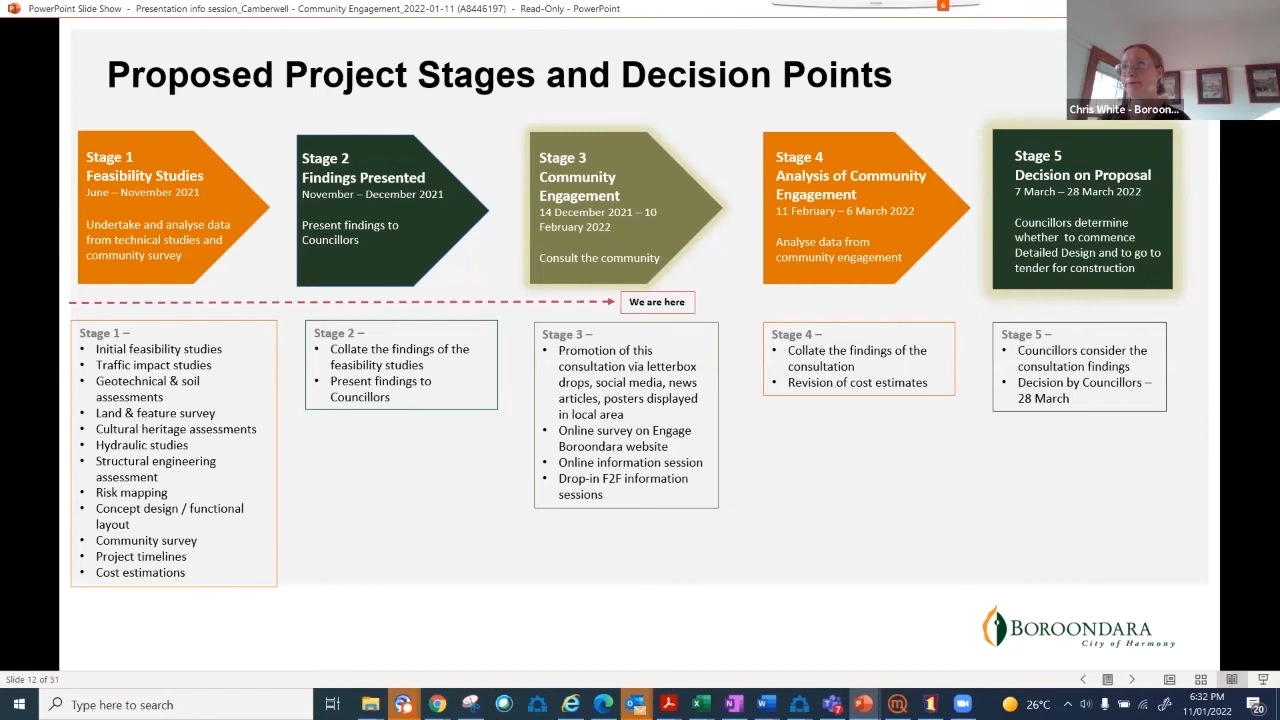 PowerPoint Slide Show - Presentation info session_Camberwell - Community Engagement_2022-01-11 (A8446197) - Read-Only - PowerPoint
6
Chris White - Boroon...
Proposed Project Stages and Decision Points
Stage 1
Feasibility Studies
June – November 2021
Undertake and analyse data
from technical studies and
community survey
Stage 2
Findings Presented
November – December 2021
Present findings to
Councillors
Stage 3
Community
Engagement
14 December 2021 – 10
February 2022
Consult the community
Stage 4
Analysis of Community
Engagement
11 February – 6 March 2022
Analyse data from
community engagement
Stage 5
Decision on Proposal
7 March – 28 March 2022
Councillors determine
whether to commence
Detailed Design and to go to
tender for construction
We are here
Stage 1 –
• Initial feasibility studies
• Traffic impact studies
• Geotechnical & soil
assessments
• Land & feature survey
• Cultural heritage assessments
• Hydraulic studies
• Structural engineering
assessment
• Risk mapping
• Concept design / functional
layout
• Community survey
• Project timelines
• Cost estimations
Stage 2 –
• Collate the findings of the
feasibility studies
• Present findings to
Councillors
Stage 3 –
• Promotion of this
consultation via letterbox
drops, social media, news
articles, posters displayed
in local area
• Online survey on Engage
Boroondara website
• Online information session
• Drop-in F2F information
sessions
Stage 4 –
• Collate the findings of the
consultation
• Revision of cost estimates
Stage 5 –
• Councillors consider the
consultation findings
• Decision by Councillors –
28 March
BOROONDARA
City of Harmony
Slide 12 of 51
Type here to search
26°C
6:32 PM
11/01/2022
20